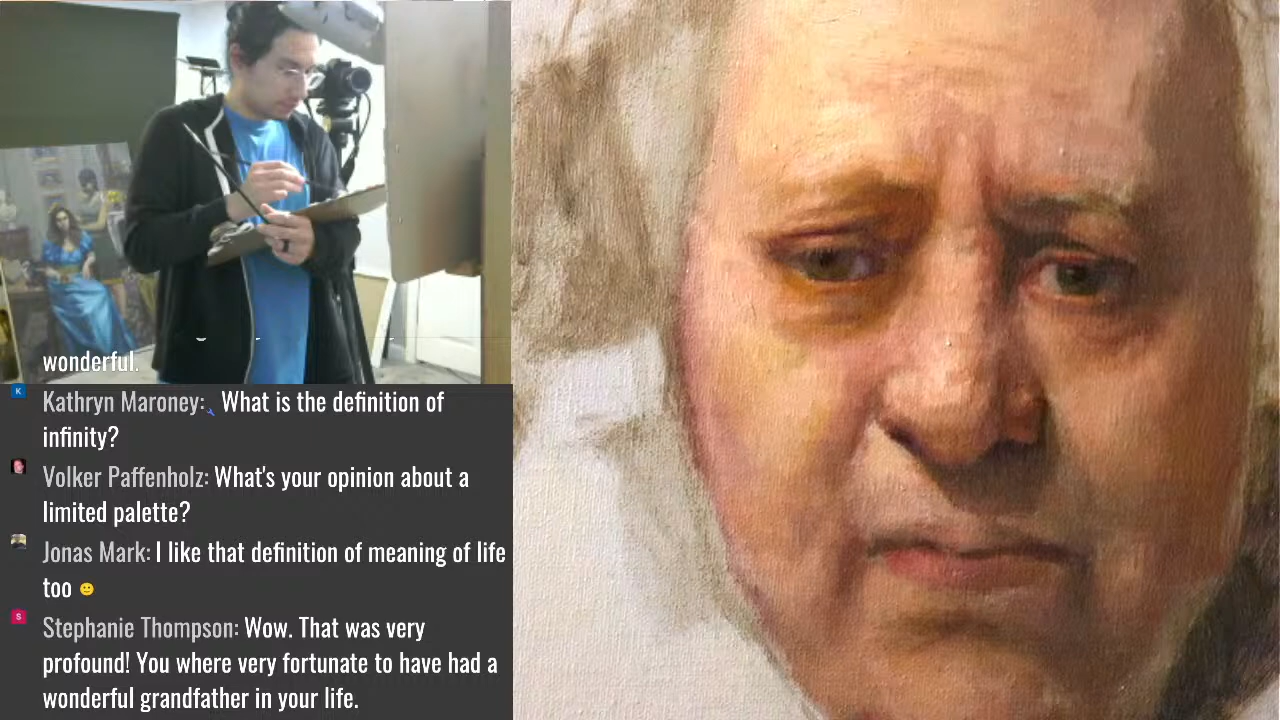 wonderful.
K
Kathryn Maroney: What is the definition of
infinity?
Volker Paffenholz: What's your opinion about a
limited palette?
Jonas Mark: I like that definition of meaning of life
too 🙂
S
Stephanie Thompson: Wow. That was very
profound! You where very fortunate to have had a
wonderful grandfather in your life.